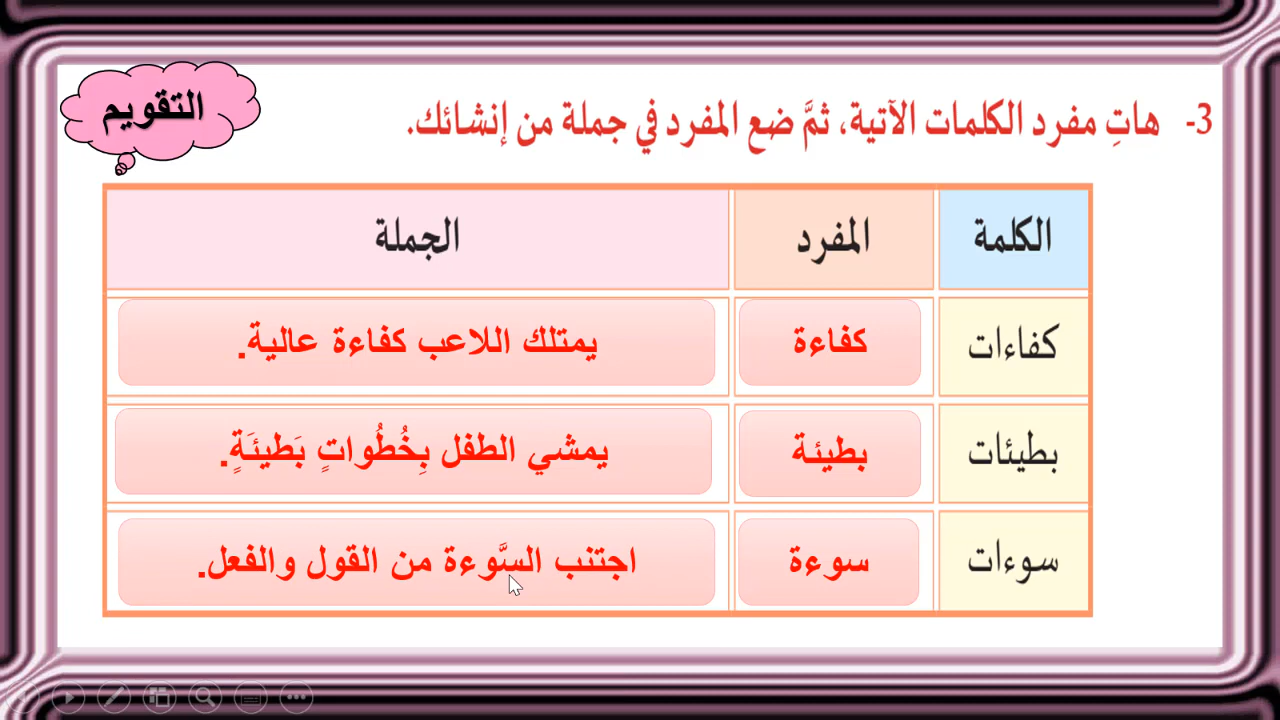 التقويم
3- هاتِ مفرد الكلمات الآتية، ثمَّ ضع المفرد في جملة من إنشائك.
الكلمة المفرد الجملة
كفاءات كفاءة يمتلك اللاعب كفاءة عالية.
بطيئات بطيئة يمشي الطفل بِخُطُواتٍ بَطيئَةٍ.
سوءات سوءة اجتنب السَّوءة من القول والفعل.